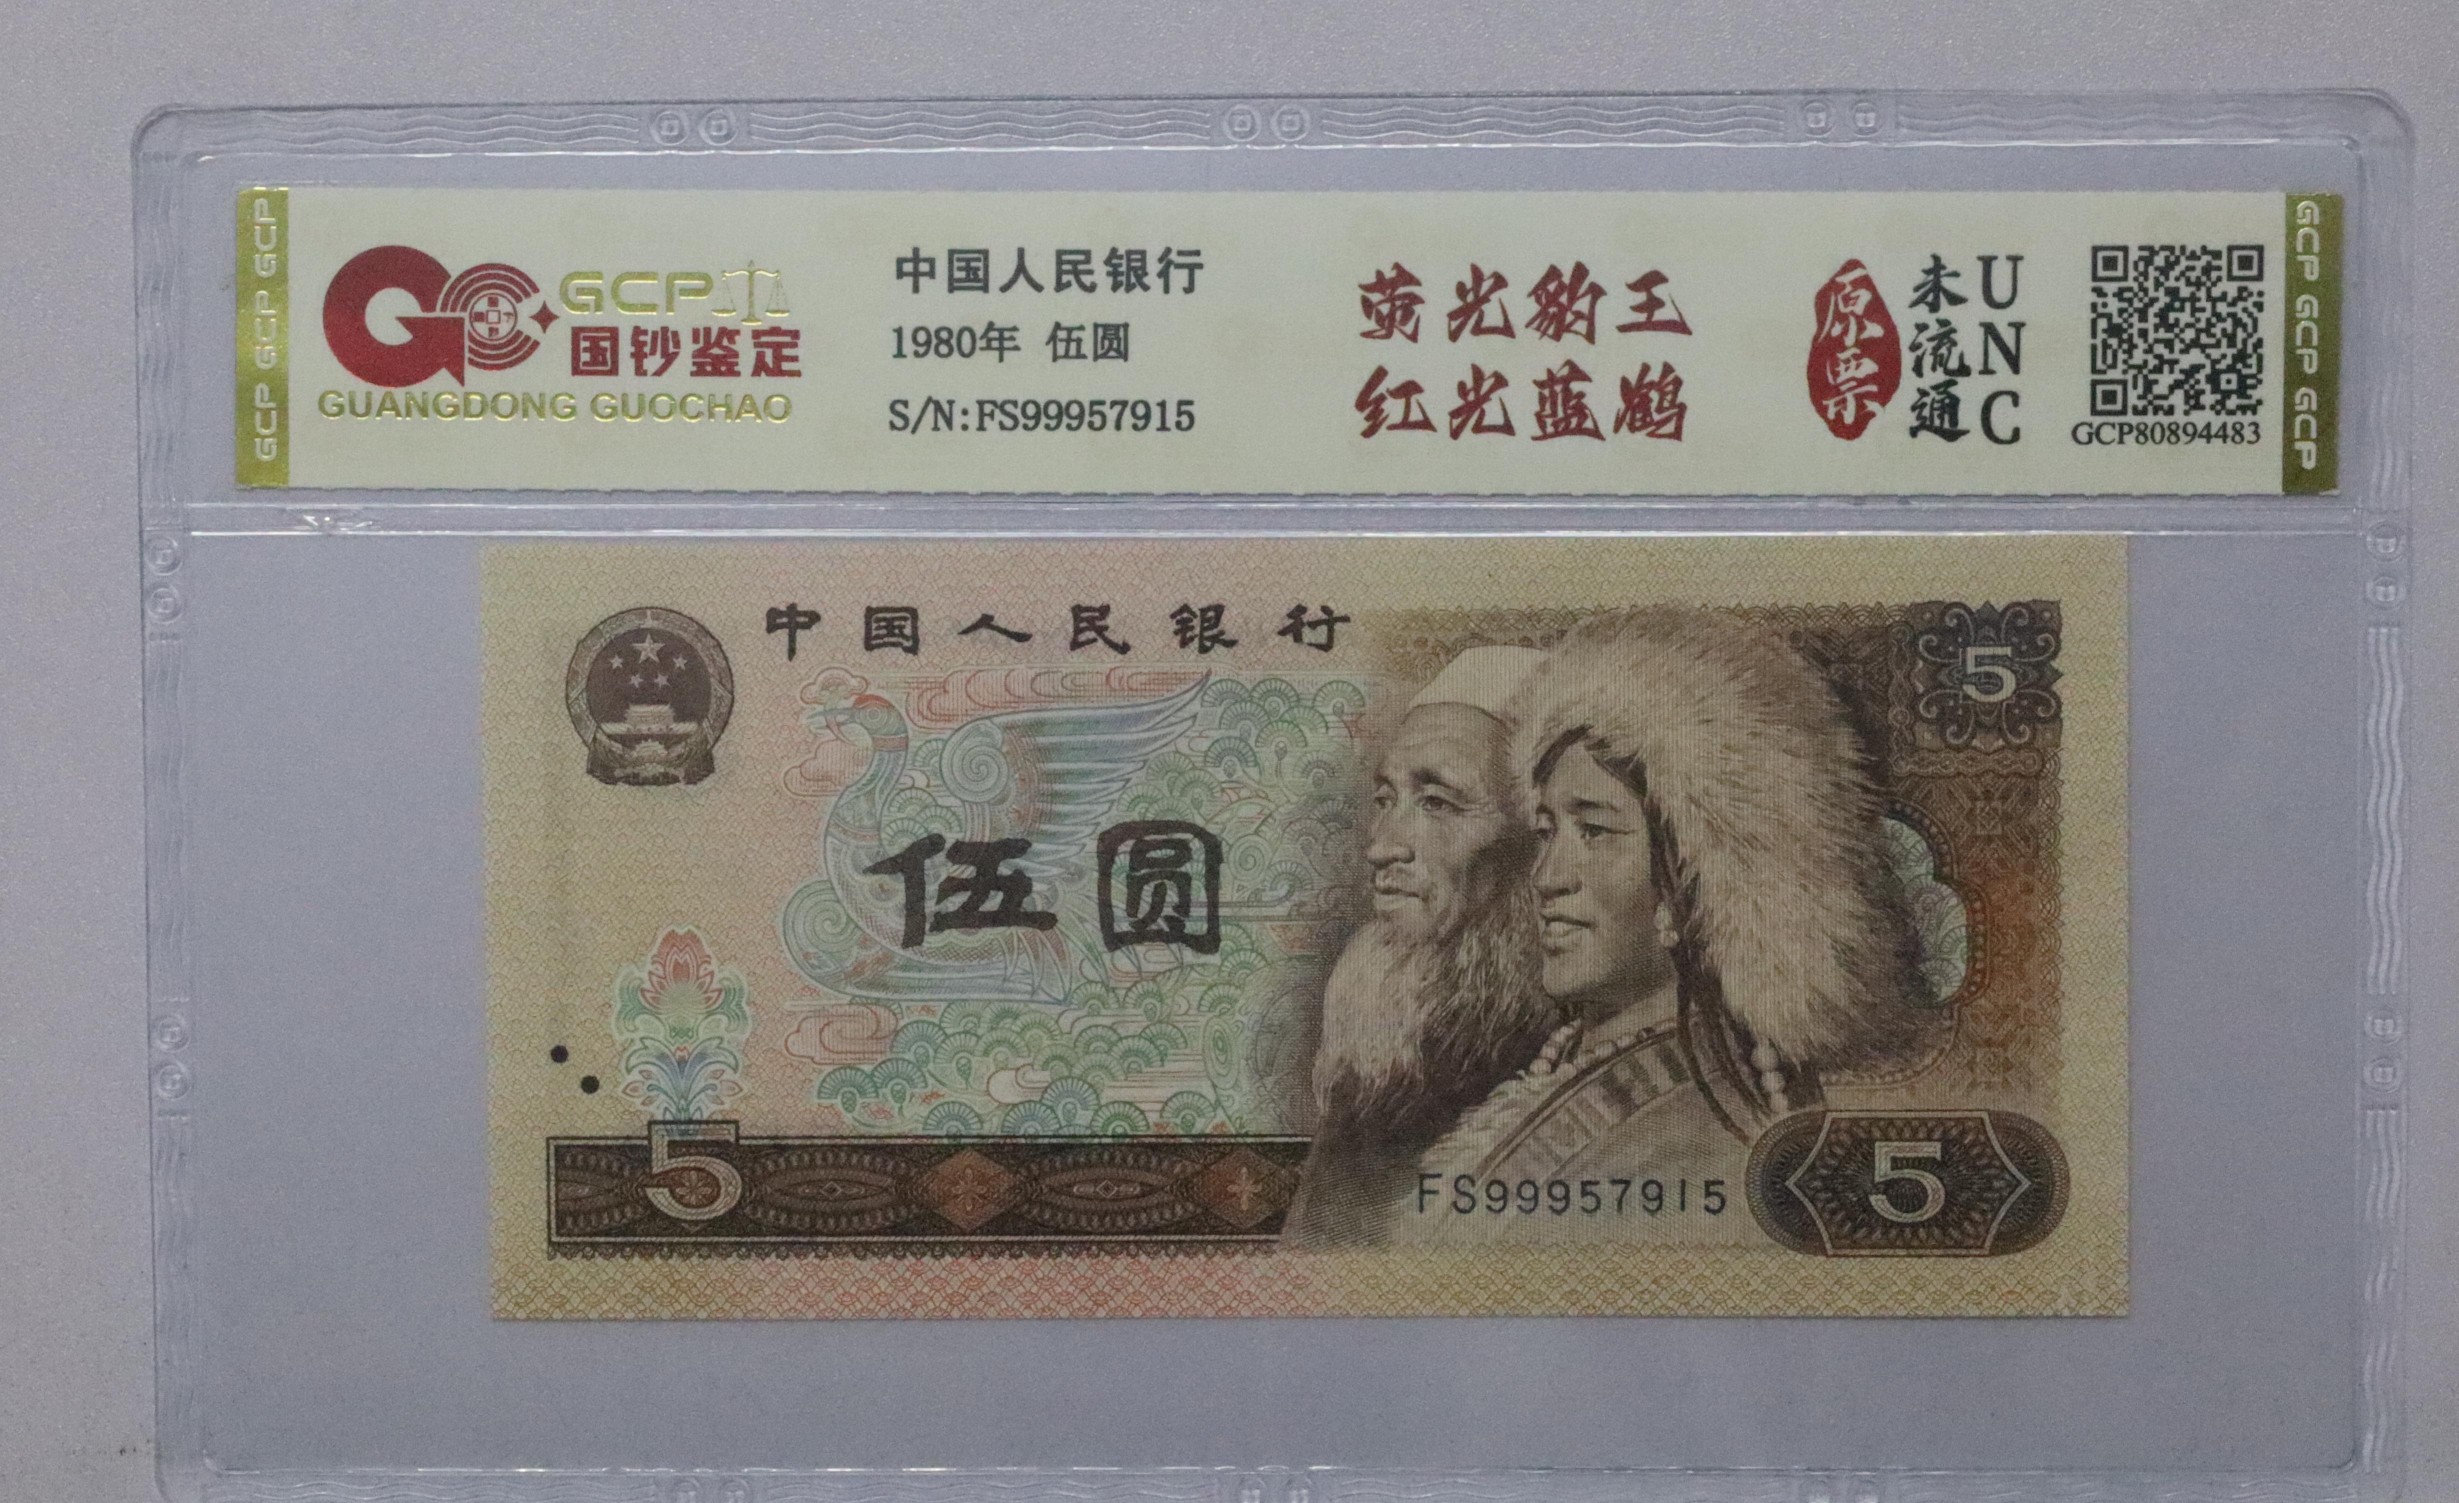 GCP GCP GCP
GCP
国钞鉴定
GUANGDONG GUOCHAO
中国人民银行
1980年 伍圆
S/N:FS99957915
荧光豹王
红光蓝鹤
原票
未流通
UNC
GCP80894483
GCP GCP GCP
中国人民银行
5
伍圆
5
FS99957915
5